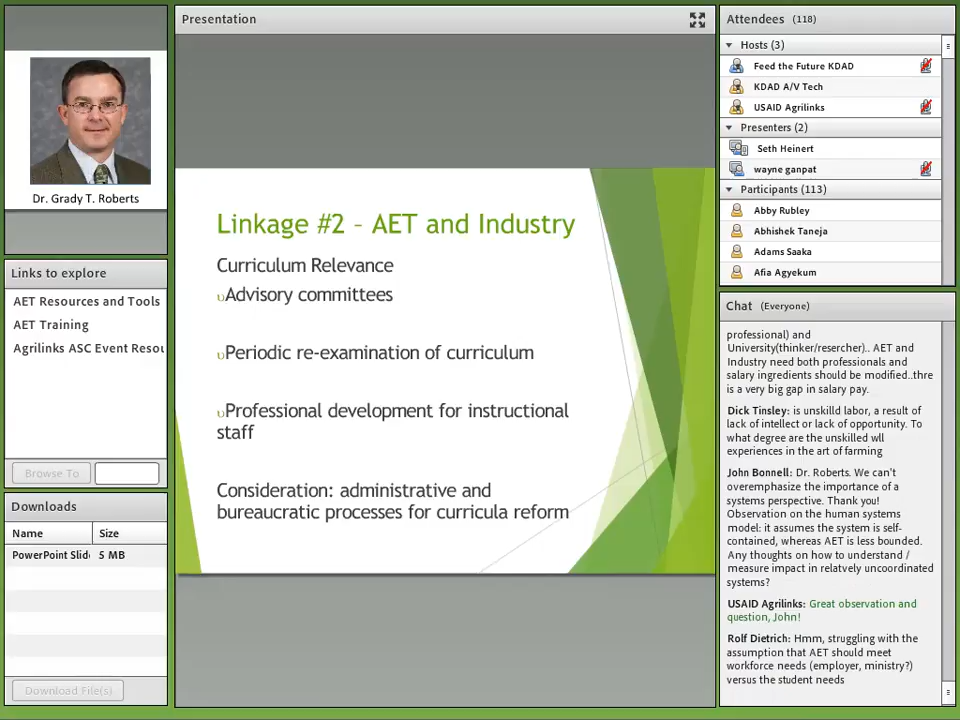 Dr. Grady T. Roberts
Links to explore
AET Resources and Tools
AET Training
Agrilinks ASC Event Resou
Browse To
Downloads
Name Size
PowerPoint Slide 5 MB
Download File(s)
Presentation
Linkage #2 – AET and Industry
Curriculum Relevance
υAdvisory committees
υPeriodic re-examination of curriculum
υProfessional development for instructional
staff
Consideration: administrative and
bureaucratic processes for curricula reform
Attendees (118)
Hosts (3)
Feed the Future KDAD
KDAD A/V Tech
USAID Agrilinks
Presenters (2)
Seth Heinert
wayne ganpat
Participants (113)
Abby Rubley
Abhishek Taneja
Adams Saaka
Afia Agyekum
Chat (Everyone)
professional) and
University(thinker/resercher).. AET and
Industry need both professionals and
salary ingredients should be modified..thre
is a very big gap in salary pay.
Dick Tinsley: is unskilld labor, a result of
lack of intellect or lack of opportunity. To
what degree are the unskilled wll
experiences in the art of farming
John Bonnell: Dr. Roberts. We can't
overemphasize the importance of a
systems perspective. Thank you!
Observation on the human systems
model: it assumes the system is self-
contained, whereas AET is less bounded.
Any thoughts on how to understand /
measure impact in relatvely uncoordinated
systems?
USAID Agrilinks: Great observation and
question, John!
Rolf Dietrich: Hmm, struggling with the
assumption that AET should meet
workforce needs (employer, ministry?)
versus the student needs